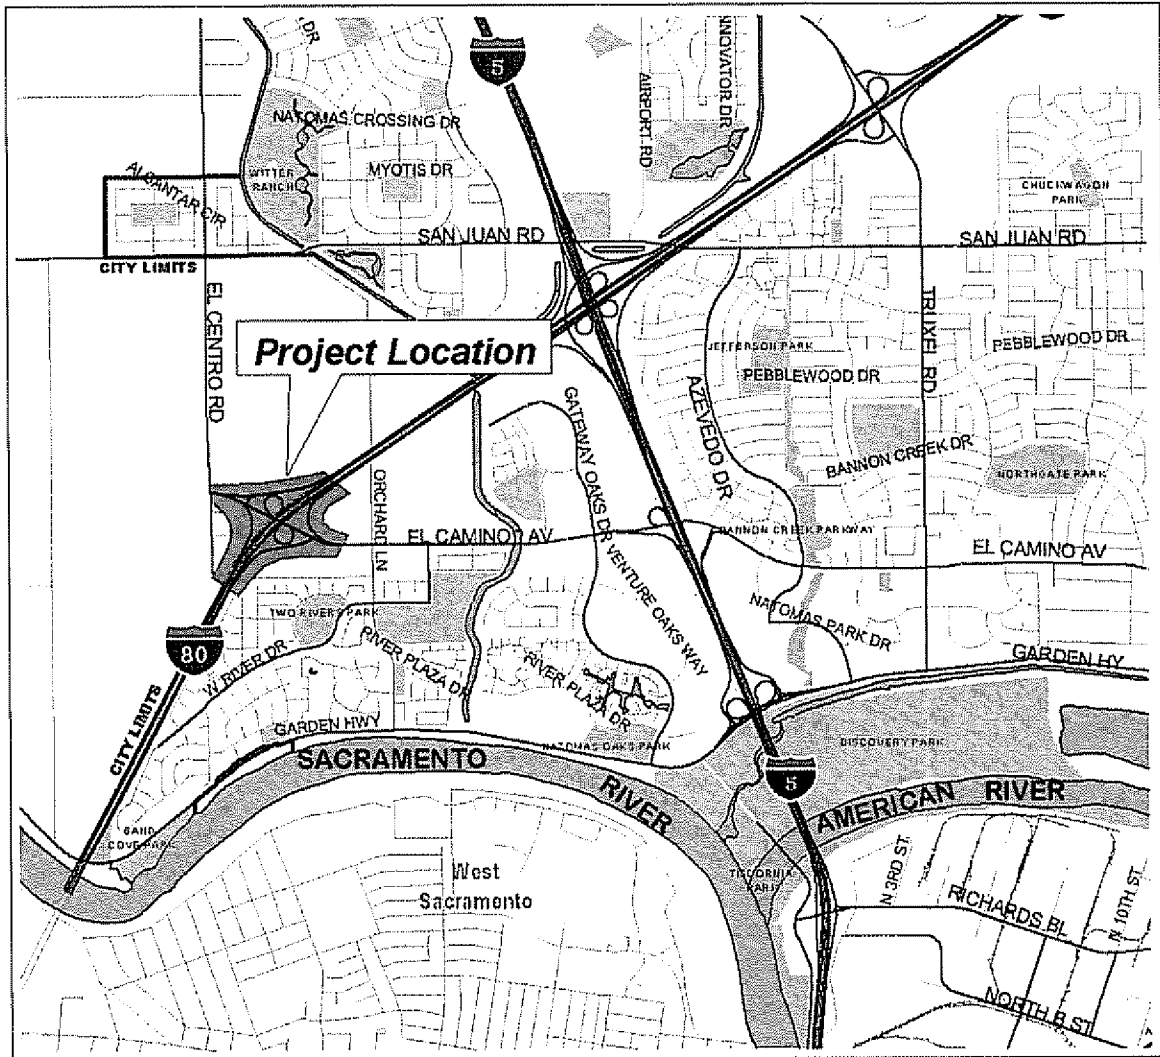 DR
5
NNOVATOR DR
AIRPORT RD
NATOMAS CROSSING DR
MYOTIS DR
WITTER
RANCH
ALCANTAR CIR
CHUCKWAGON
PARK
SAN JUAN RD
SAN JUAN RD
CITY LIMITS
EL CENTRO RD
TRUXEL RD
Project Location
JEFFERSON PARK
PEBBLEWOOD DR
PEBBLEWOOD DR
GATEWAY OAKS DR
AZEVEDO DR
BANNON CREEK DR
NORTHGATE PARK
ORCHARD LN
EL CAMINO AV
BANNON CREEK PARKWAY
EL CAMINO AV
VENTURE OAKS WAY
TWO RIVERS PARK
NATOMAS PARK DR
80
W RIVER DR
RIVER PLAZA DR
RIVER PLAZA DR
GARDEN HY
CITY LIMITS
GARDEN HWY
NATOMAS OAKS PARK
DISCOVERY PARK
SACRAMENTO
RIVER
5
AMERICAN RIVER
SAND
COVE PARK
West
Sacramento
TISCORNIA
PARK
N 3RD ST
RICHARDS BL
N 10TH ST
NORTH B ST